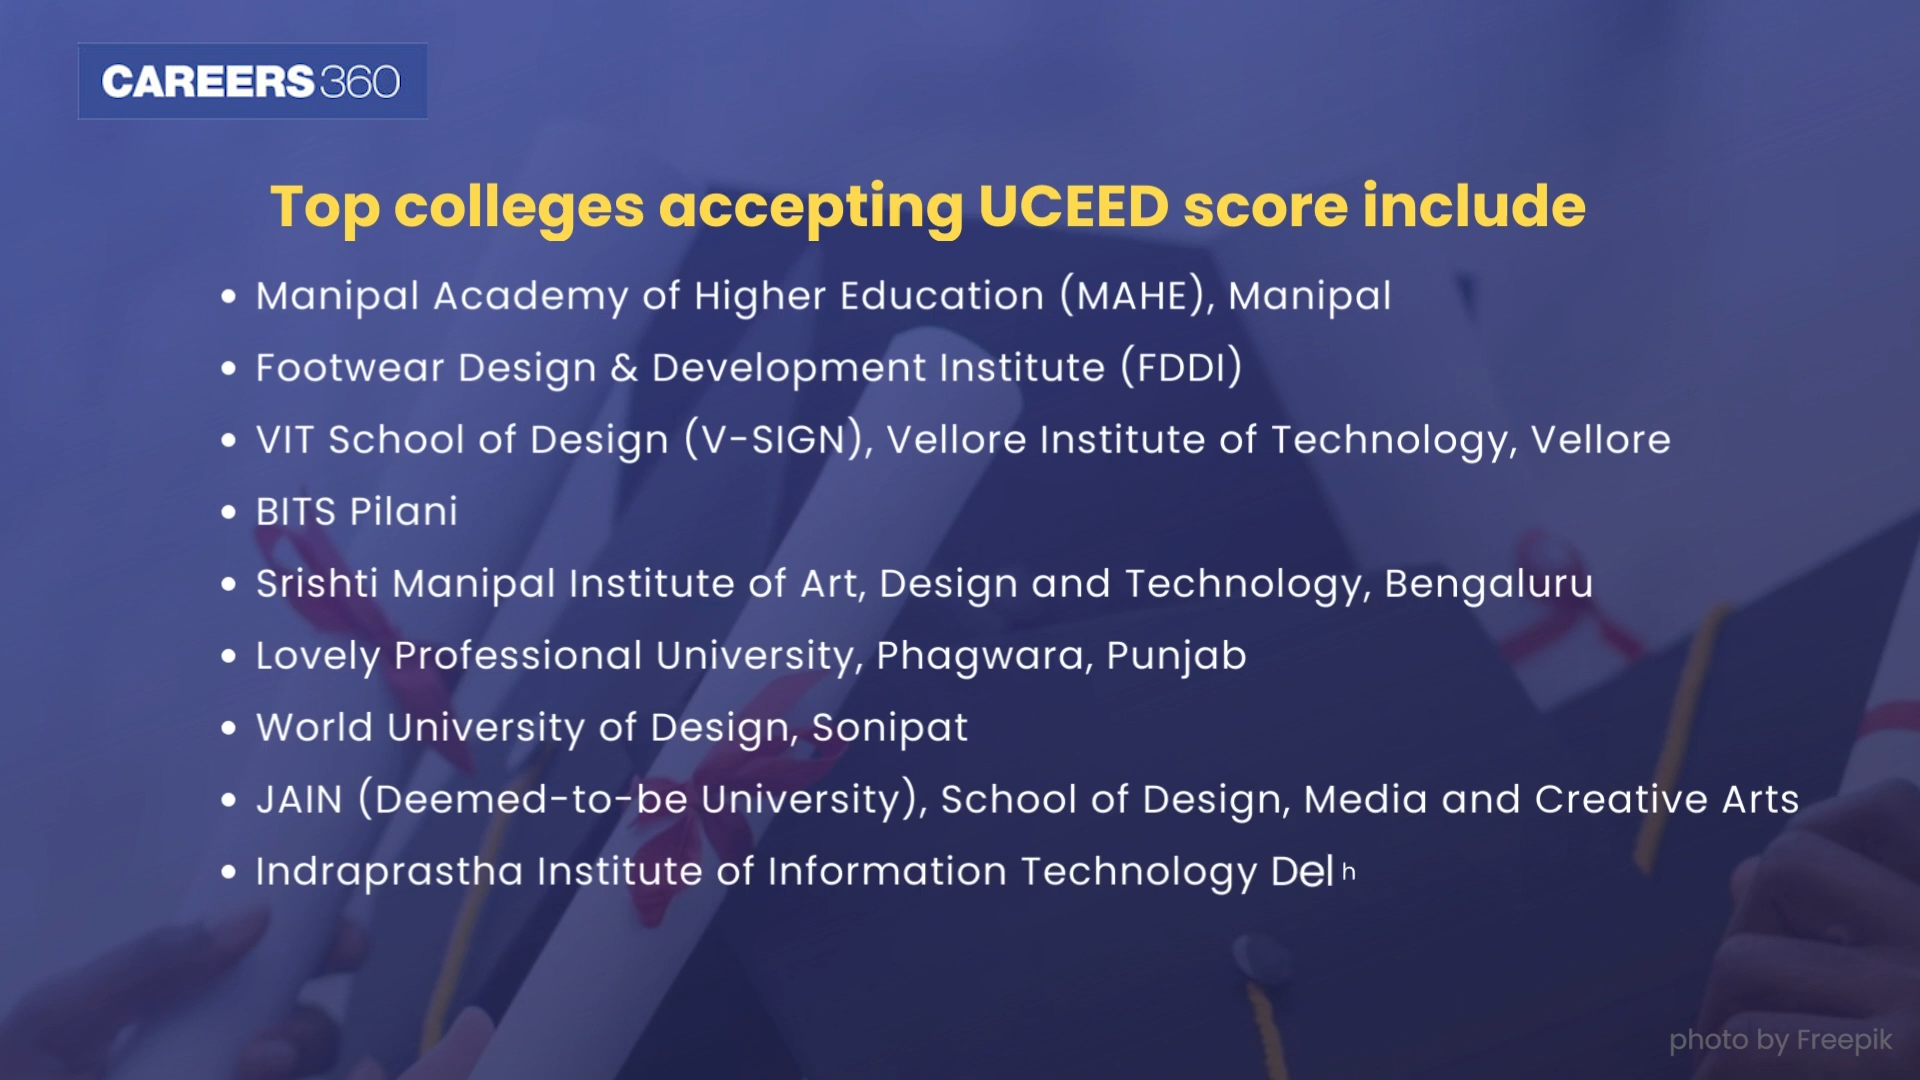 CAREERS360
Top colleges accepting UCEED score include
• Manipal Academy of Higher Education (MAHE), Manipal
• Footwear Design & Development Institute (FDDI)
• VIT School of Design (V-SIGN), Vellore Institute of Technology, Vellore
• BITS Pilani
• Srishti Manipal Institute of Art, Design and Technology, Bengaluru
• Lovely Professional University, Phagwara, Punjab
• World University of Design, Sonipat
• JAIN (Deemed-to-be University), School of Design, Media and Creative Arts
• Indraprastha Institute of Information Technology Delh
photo by Freepik